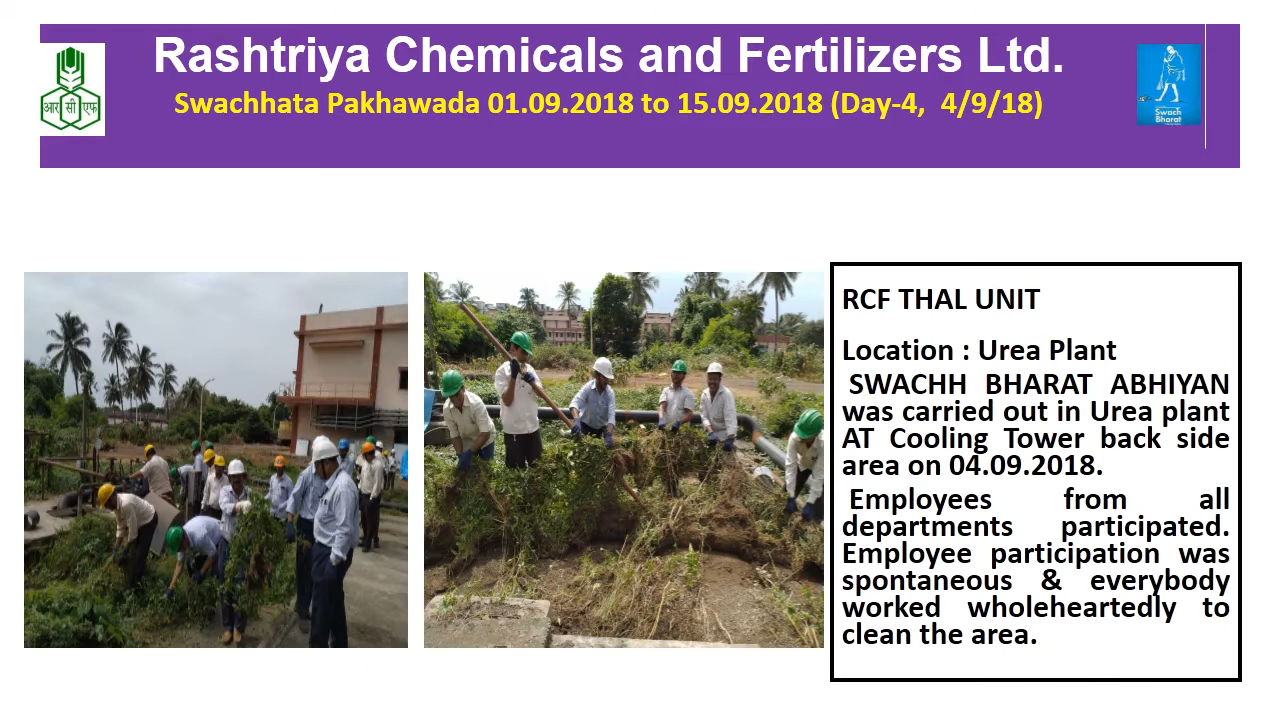 Rashtriya Chemicals and Fertilizers Ltd.
Swachhata Pakhawada 01.09.2018 to 15.09.2018 (Day-4, 4/9/18)
आर सी एफ
Swach
Bharat
RCF THAL UNIT
Location : Urea Plant
SWACHH BHARAT ABHIYAN
was carried out in Urea plant
AT Cooling Tower back side
area on 04.09.2018.
Employees from all
departments participated.
Employee participation was
spontaneous & everybody
worked wholeheartedly to
clean the area.